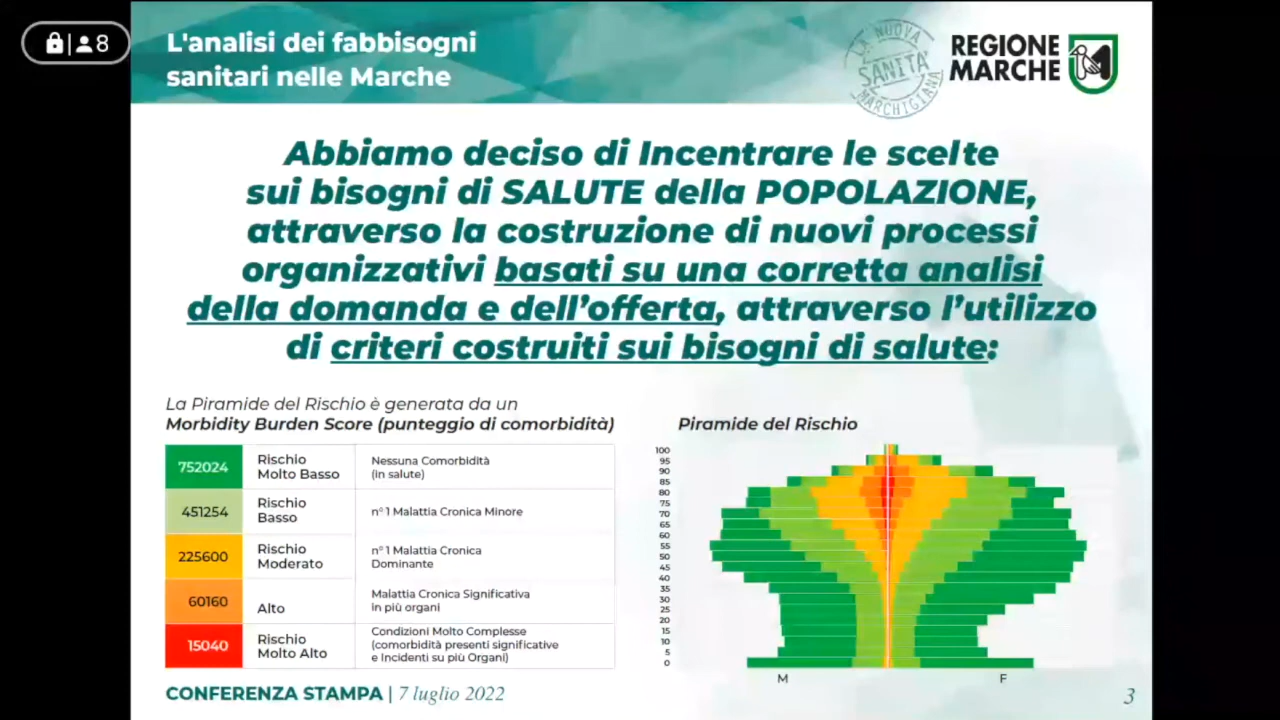 8
L'analisi dei fabbisogni
sanitari nelle Marche
LA NUOVA
SANITÀ
MARCHIGIANA
REGIONE
MARCHE
Abbiamo deciso di Incentrare le scelte
sui bisogni di SALUTE della POPOLAZIONE,
attraverso la costruzione di nuovi processi
organizzativi basati su una corretta analisi
della domanda e dell'offerta, attraverso l'utilizzo
di criteri costruiti sui bisogni di salute:
La Piramide del Rischio è generata da un
Morbidity Burden Score (punteggio di comorbidità)
752024
Rischio
Molto Basso
Nessuna Comorbidità
(in salute)
451254
Rischio
Basso
n° 1 Malattia Cronica Minore
225600
Rischio
Moderato
n° 1 Malattia Cronica
Dominante
60160
Alto
Malattia Cronica Significativa
in più organi
15040
Rischio
Molto Alto
Condizioni Molto Complesse
(comorbidità presenti significative
e Incidenti su più Organi)
Piramide del Rischio
100
95
90
85
80
75
70
65
60
55
50
45
40
35
30
25
20
15
10
5
0
M
F
CONFERENZA STAMPA | 7 luglio 2022
3